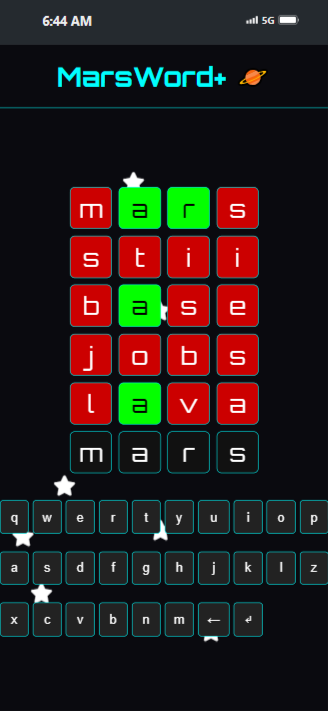 6:44 AM 5G
MarsWord+ 🪐
m a r s
s t i i
b a s e
j o b s
l a v a
m a r s
q w e r t y u i o p
a s d f g h j k l z
x c v b n m ← ↲